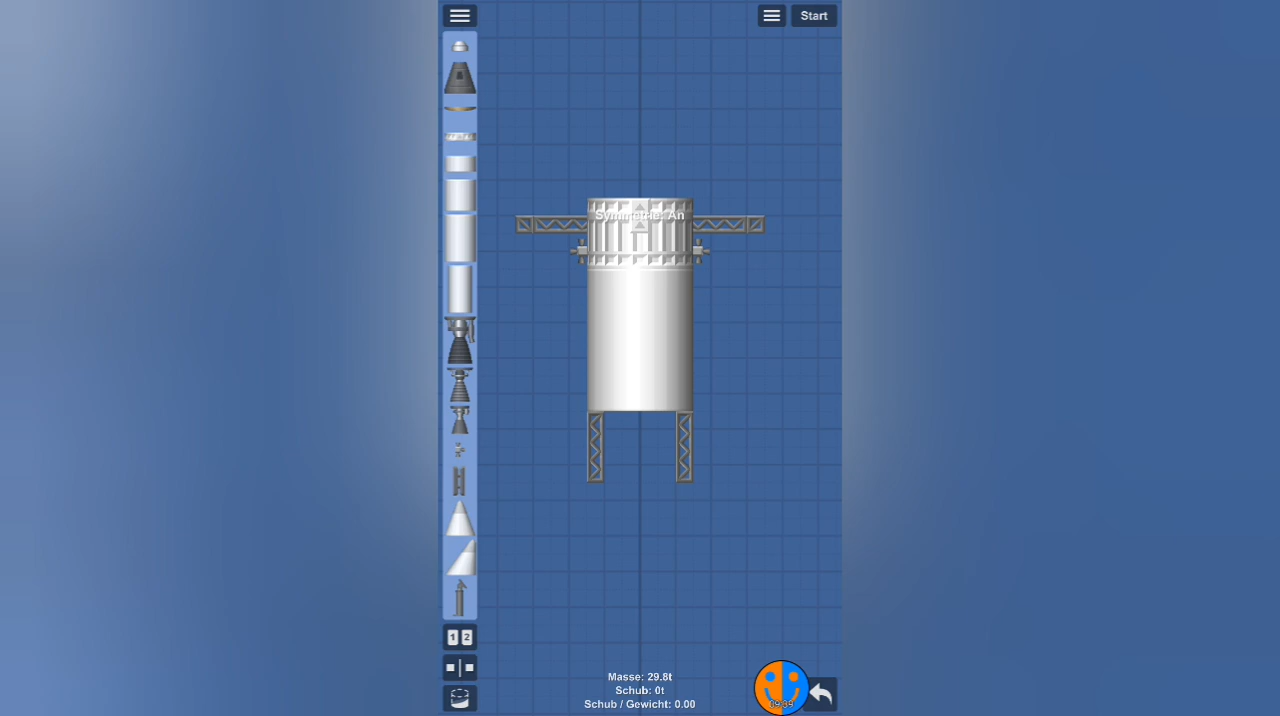 Start
Symmetrie: An
1 2
Masse: 29.8t
Schub: 0t
Schub / Gewicht: 0.00